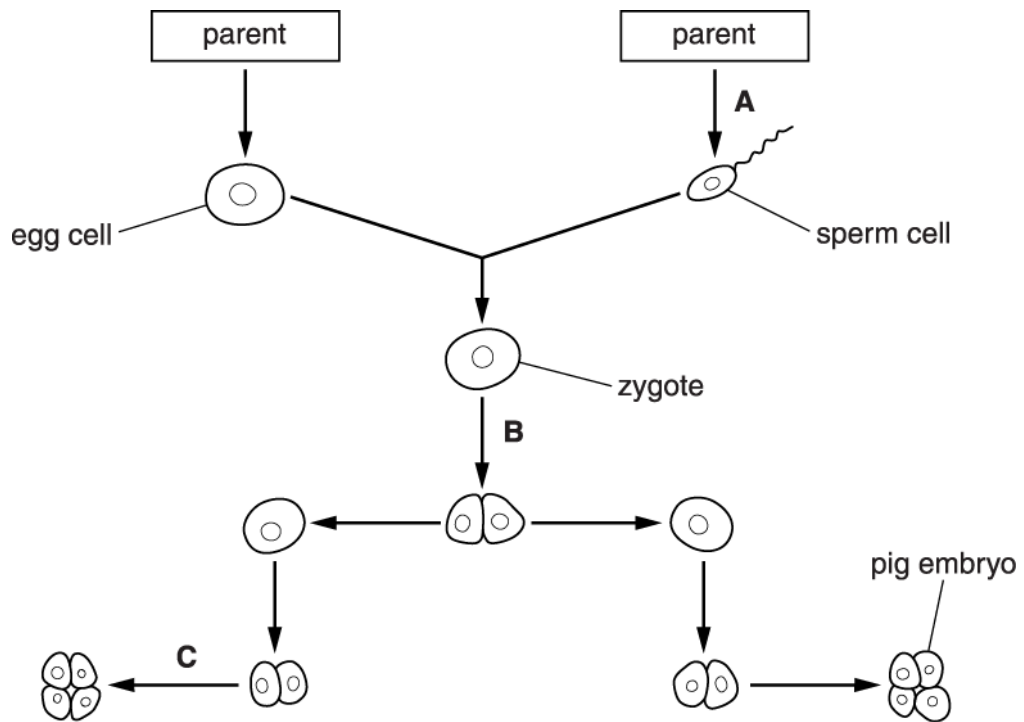 parent
parent
A
egg cell
sperm cell
zygote
B
pig embryo
C